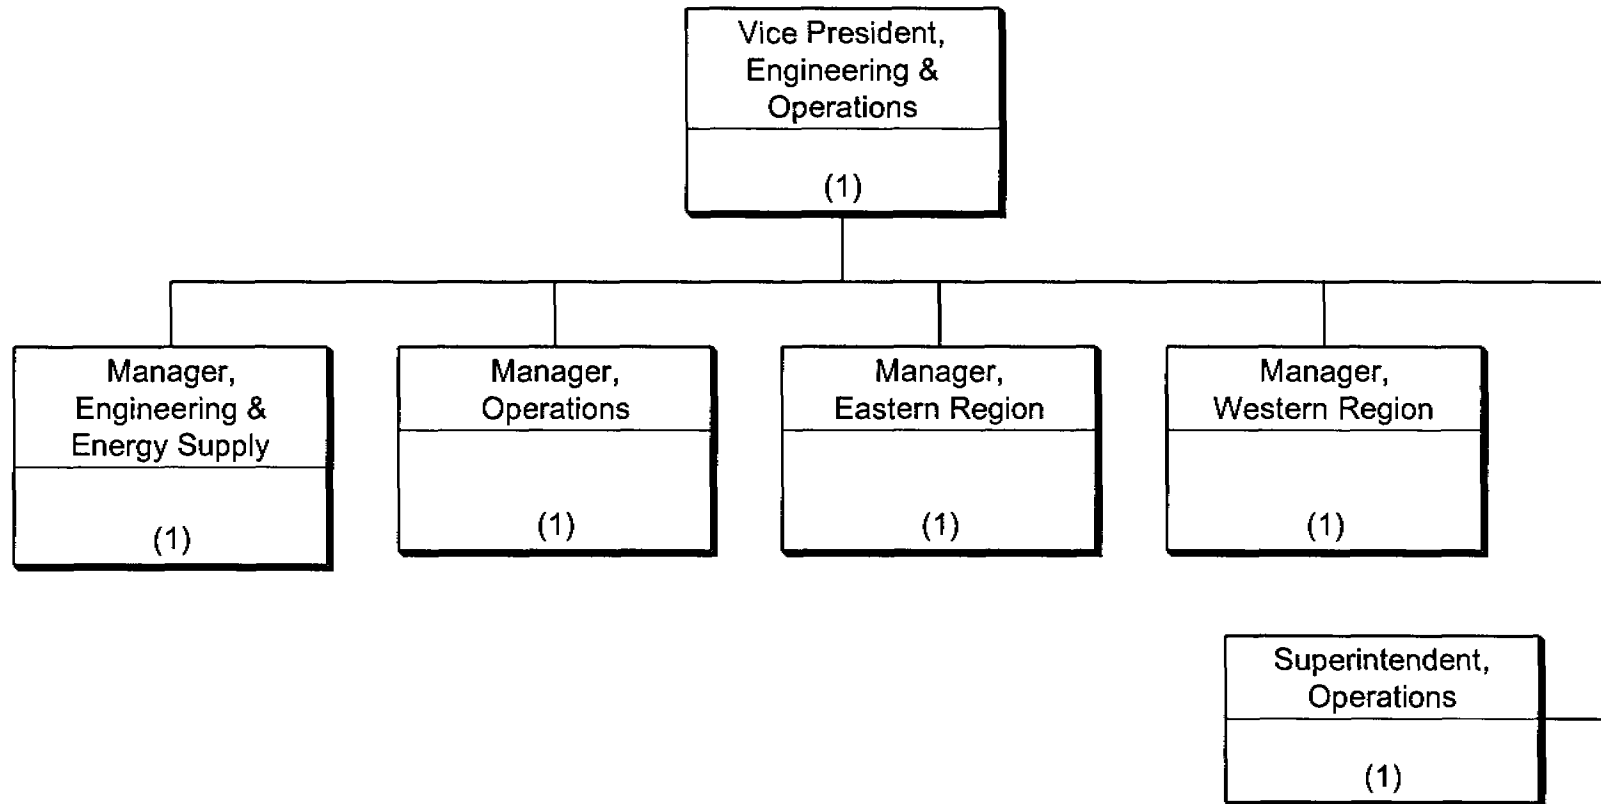 Vice President,
Engineering &
Operations
(1)
Manager,
Engineering &
Energy Supply
(1)
Manager,
Operations
(1)
Manager,
Eastern Region
(1)
Manager,
Western Region
(1)
Superintendent,
Operations
(1)